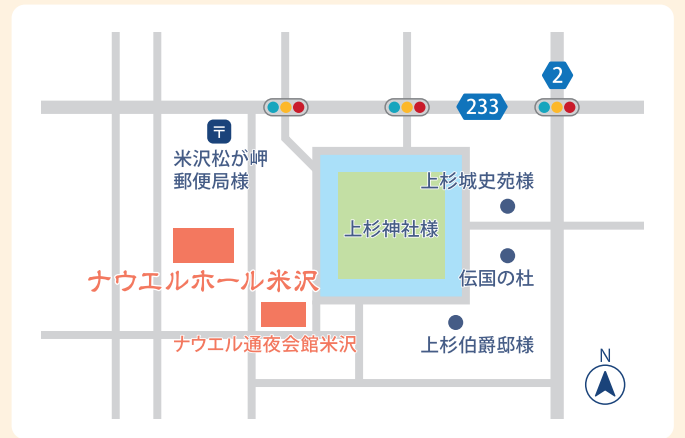 2
233
〒
米沢松が岬
郵便局様
上杉城史苑様
上杉神社様
ナウエルホール米沢
伝国の杜
ナウエル通夜会館米沢
上杉伯爵邸様
N